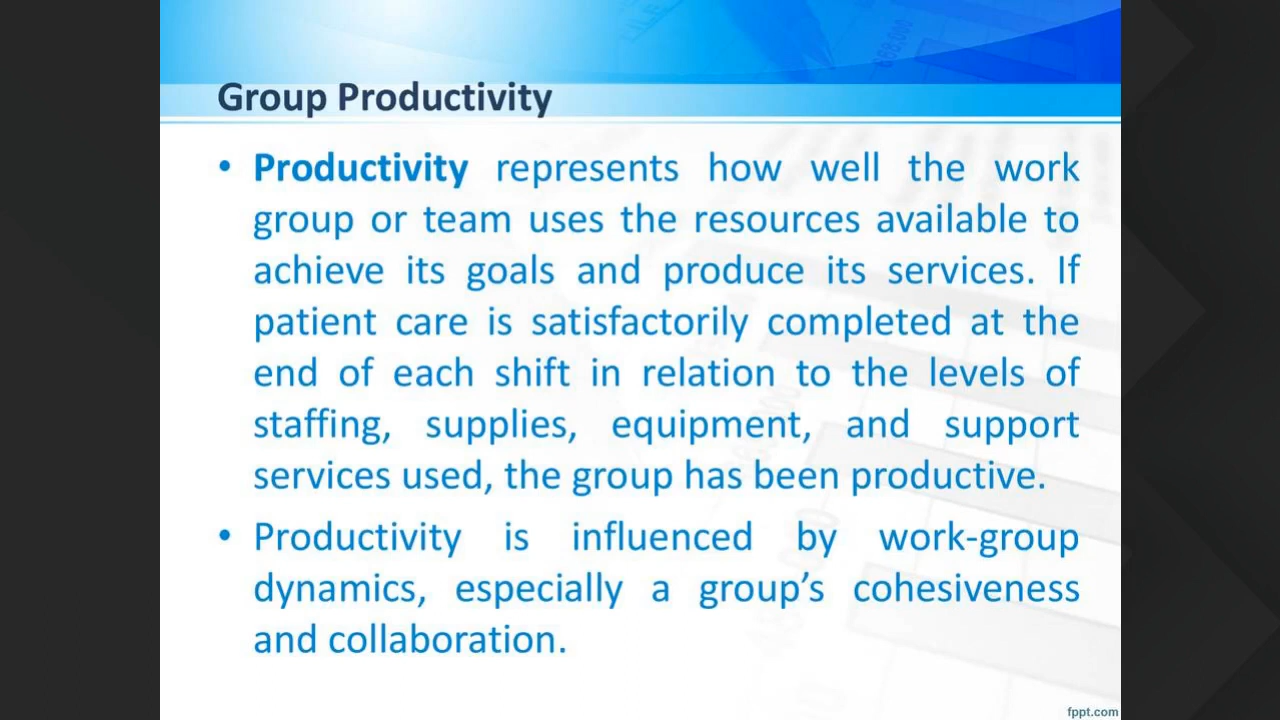 Group Productivity
• Productivity represents how well the work
group or team uses the resources available to
achieve its goals and produce its services. If
patient care is satisfactorily completed at the
end of each shift in relation to the levels of
staffing, supplies, equipment, and support
services used, the group has been productive.
• Productivity is influenced by work-group
dynamics, especially a group’s cohesiveness
and collaboration.
fppt.com